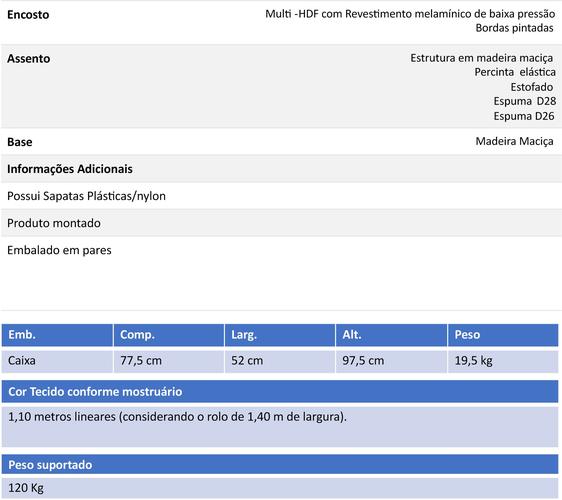 Encosto Multi -HDF com Revestimento melamínico de baixa pressão
Bordas pintadas
Assento Estrutura em madeira maciça
Percinta elástica
Estofado
Espuma D28
Espuma D26
Base Madeira Maciça
Informações Adicionais
Possui Sapatas Plásticas/nylon
Produto montado
Embalado em pares
Emb. Comp. Larg. Alt. Peso
Caixa 77,5 cm 52 cm 97,5 cm 19,5 kg
Cor Tecido conforme mostruário
1,10 metros lineares (considerando o rolo de 1,40 m de largura).
Peso suportado
120 Kg